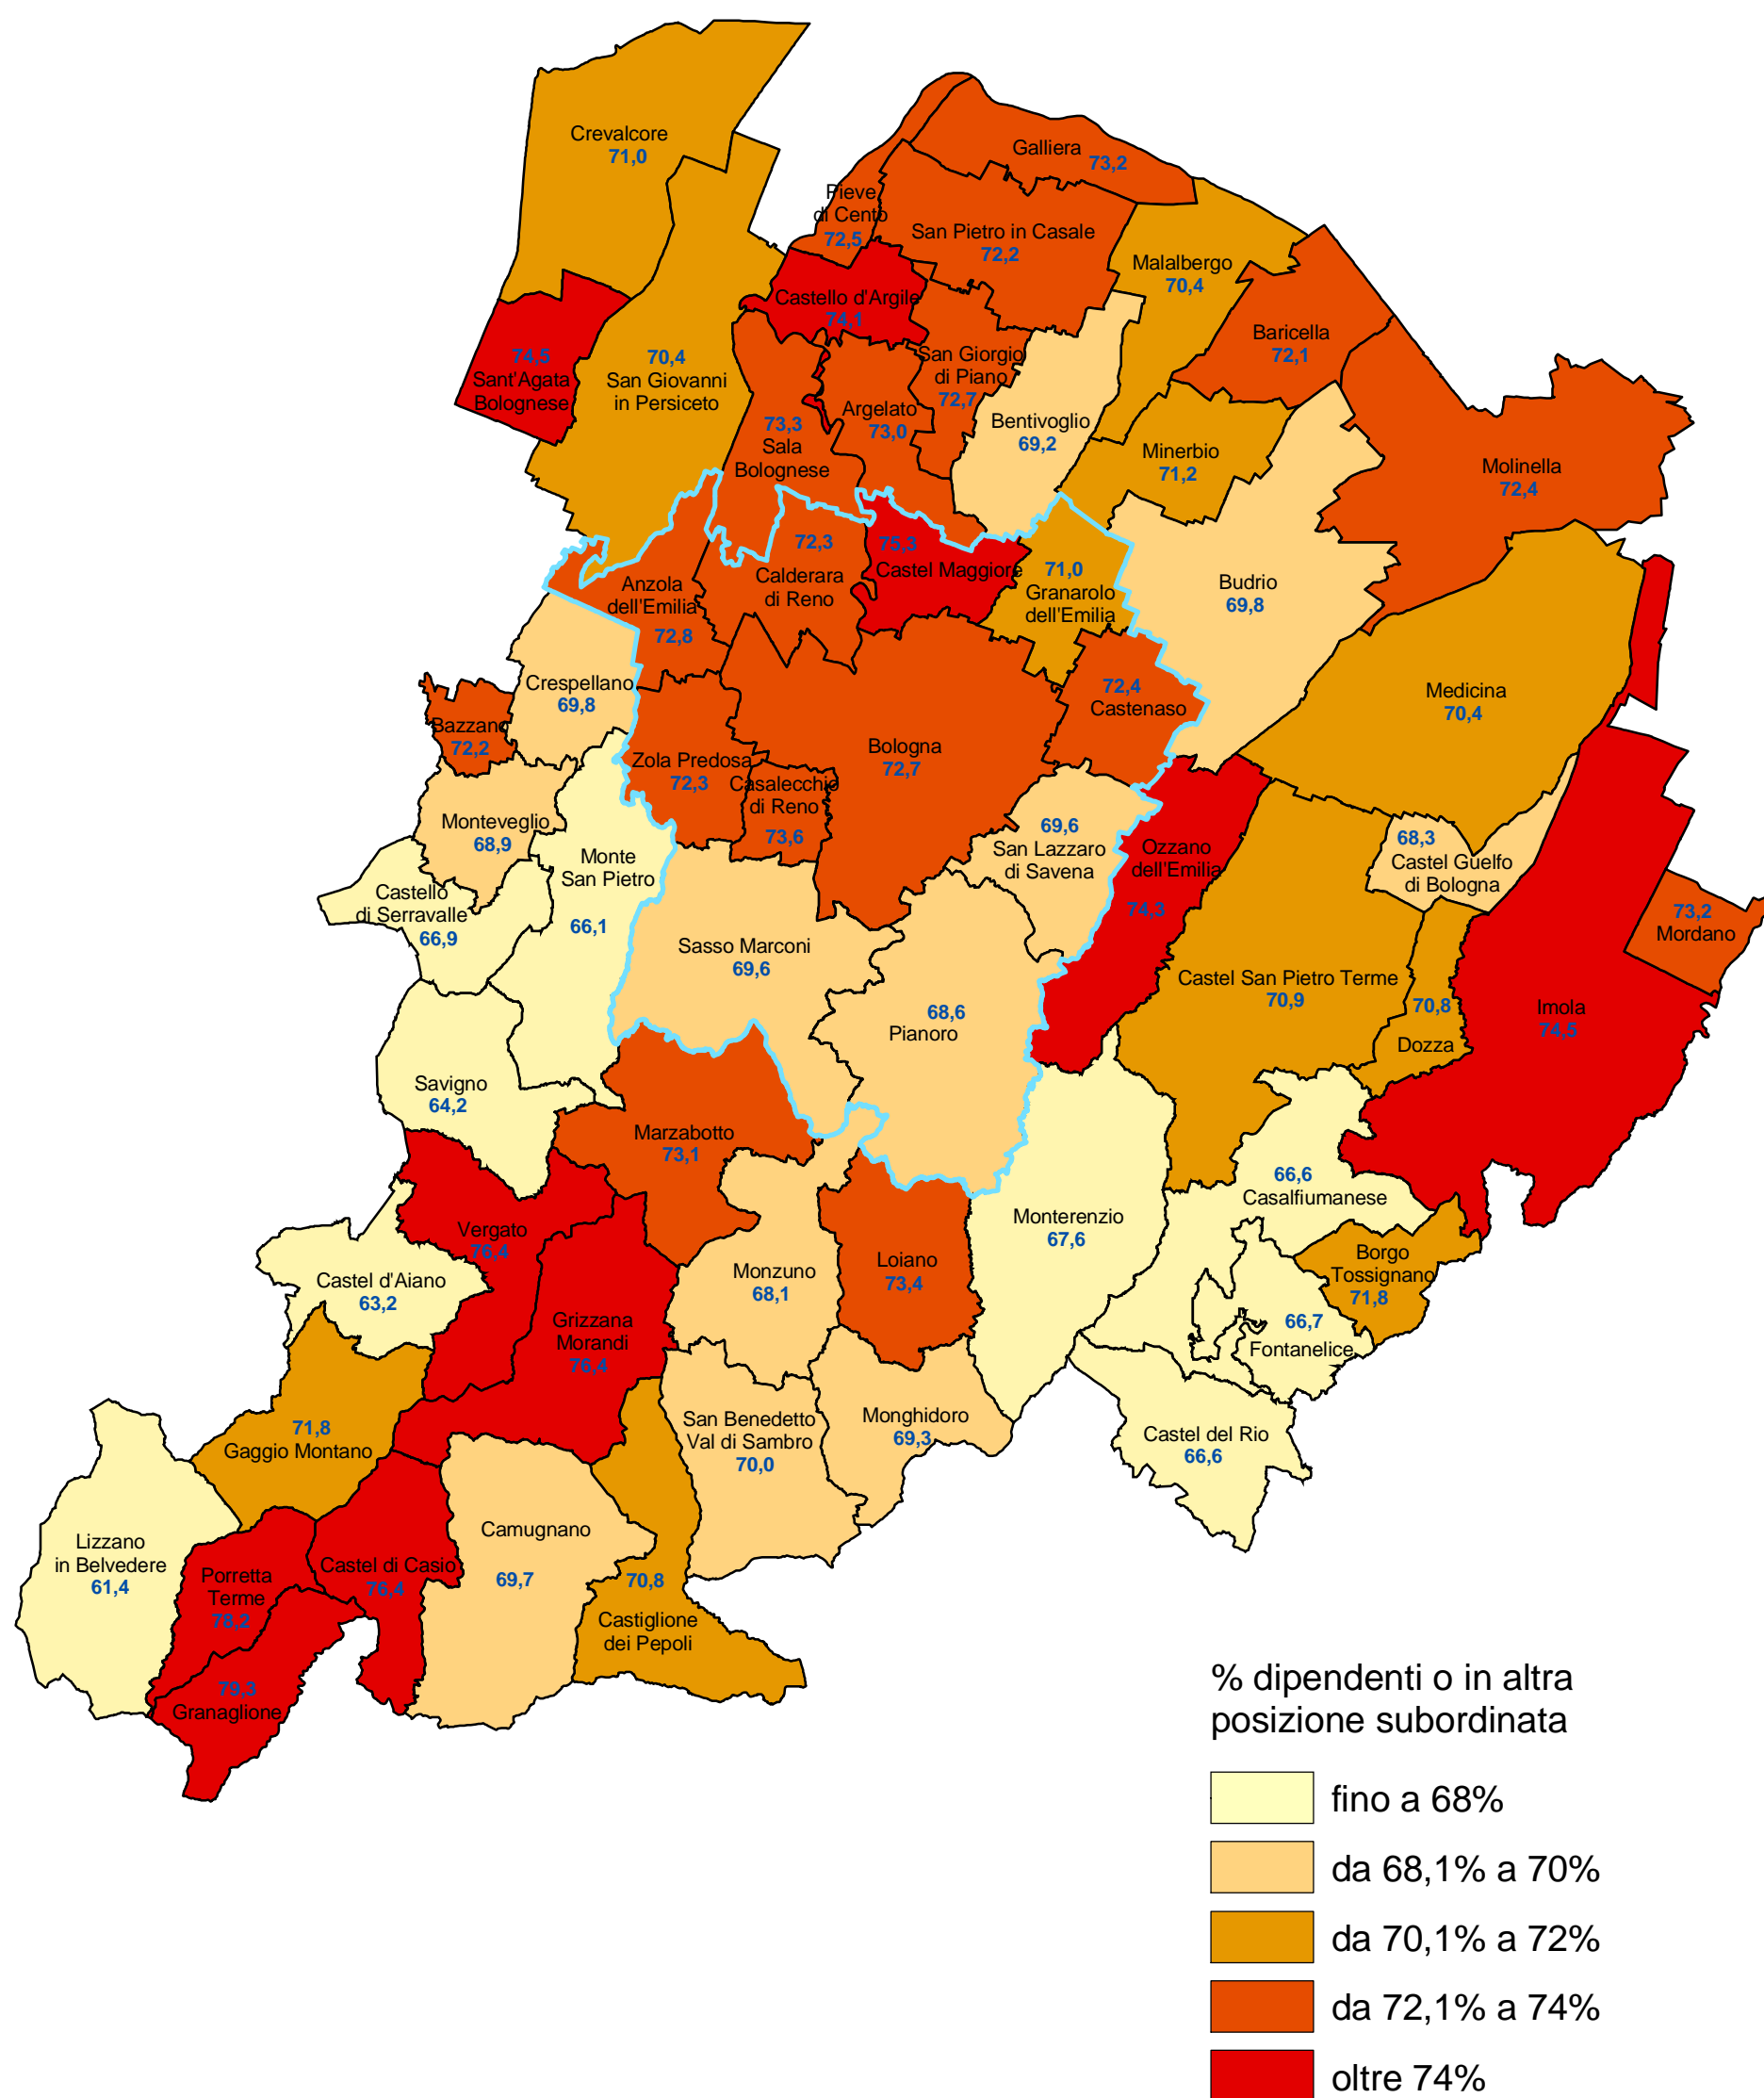 Crevalcore
71,0
Galliera
73,2
Pieve
di Cento
72,5
San Pietro in Casale
72,2
Malalbergo
70,4
Castello d'Argile
74,1
Baricella
72,1
74,5
Sant'Agata
Bolognese
70,4
San Giovanni
in Persiceto
San Giorgio
di Piano
72,7
Argelato
73,0
Bentivoglio
69,2
73,3
Sala
Bolognese
Minerbio
71,2
Molinella
72,4
72,3
Calderara
di Reno
75,3
Castel Maggiore
71,0
Granarolo
dell'Emilia
Budrio
69,8
Anzola
dell'Emilia
72,8
Crespellano
69,8
Bazzano
72,2
72,4
Castenaso
Medicina
70,4
Bologna
72,7
Zola Predosa
72,3
Casalecchio
di Reno
73,6
Monteveglio
68,9
69,6
San Lazzaro
di Savena
Ozzano
dell'Emilia
74,3
68,3
Castel Guelfo
di Bologna
Monte
San Pietro
66,1
Castello
di Serravalle
66,9
73,2
Mordano
Sasso Marconi
69,6
Castel San Pietro Terme
70,9
70,8
Dozza
Imola
74,5
68,6
Pianoro
Savigno
64,2
Marzabotto
73,1
66,6
Casalfiumanese
Monterenzio
67,6
Vergato
76,4
Castel d'Aiano
63,2
Monzuno
68,1
Loiano
73,4
Borgo
Tossignano
71,8
66,7
Fontanelice
Grizzana
Morandi
76,4
71,8
Gaggio Montano
San Benedetto
Val di Sambro
70,0
Monghidoro
69,3
Castel del Rio
66,6
Lizzano
in Belvedere
61,4
Porretta
Terme
78,2
Castel di Casio
76,4
Camugnano
69,7
70,8
Castiglione
dei Pepoli
79,3
Granaglione
% dipendenti o in altra
posizione subordinata
fino a 68%
da 68,1% a 70%
da 70,1% a 72%
da 72,1% a 74%
oltre 74%